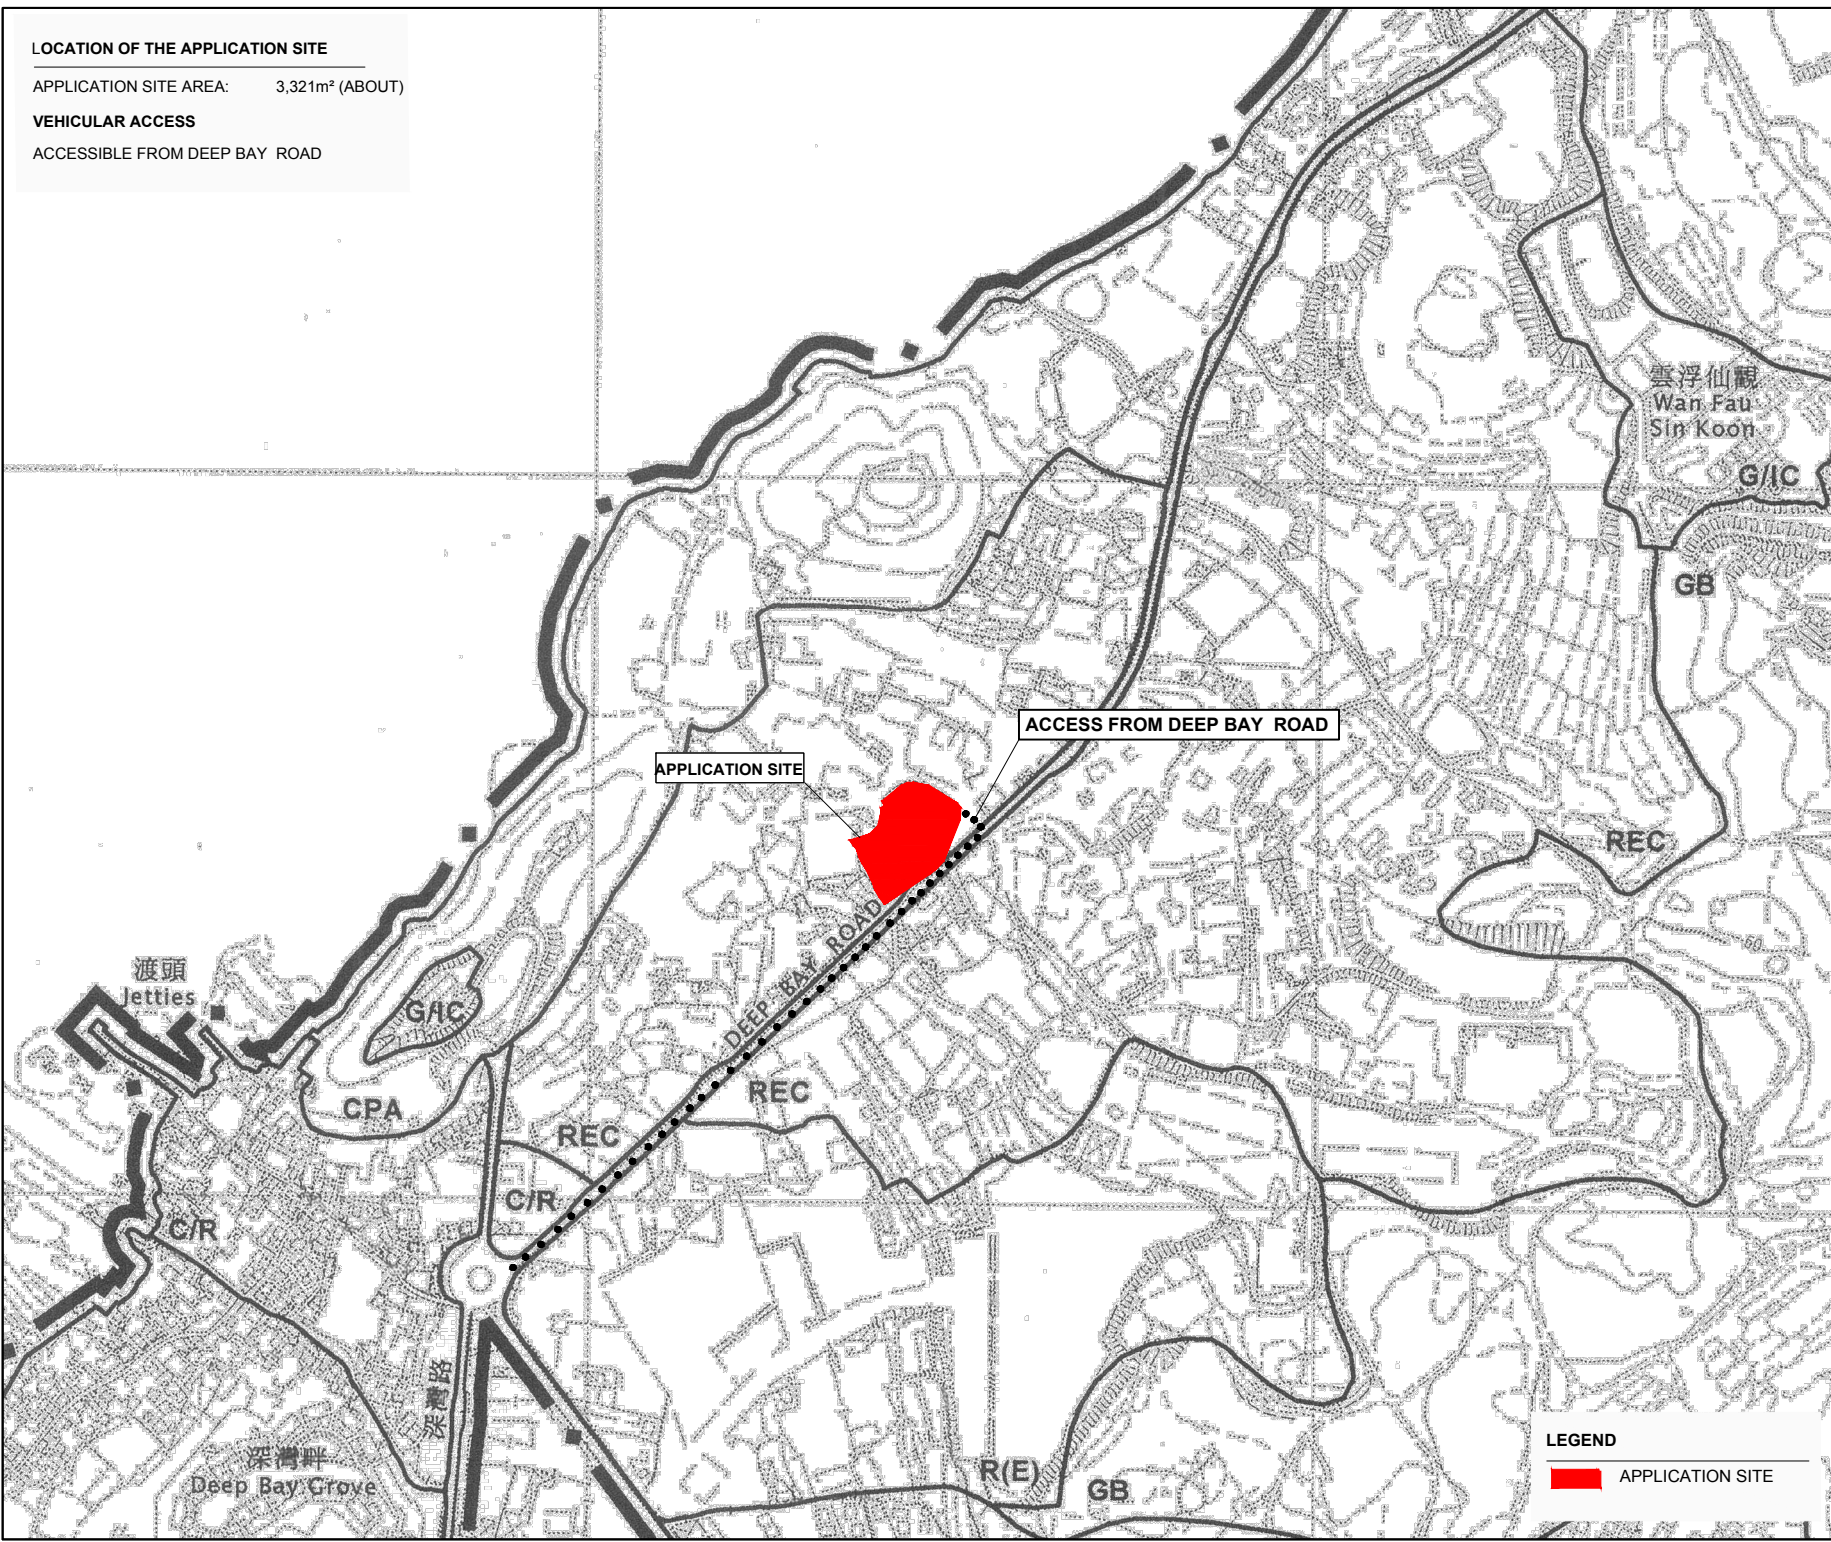 LOCATION OF THE APPLICATION SITE
APPLICATION SITE AREA: 3,321m² (ABOUT)
VEHICULAR ACCESS
ACCESSIBLE FROM DEEP BAY ROAD
雲浮仙觀
Wan Fau
Sin Koon
G/IC
GB
ACCESS FROM DEEP BAY ROAD
APPLICATION SITE
REC
DEEP BAY ROAD
60
渡頭
Jetties
G/IC
CPA
REC
REC
C/R
C/R
深灣路
深灣畔
Deep Bay Grove
R(E)
GB
LEGEND
APPLICATION SITE